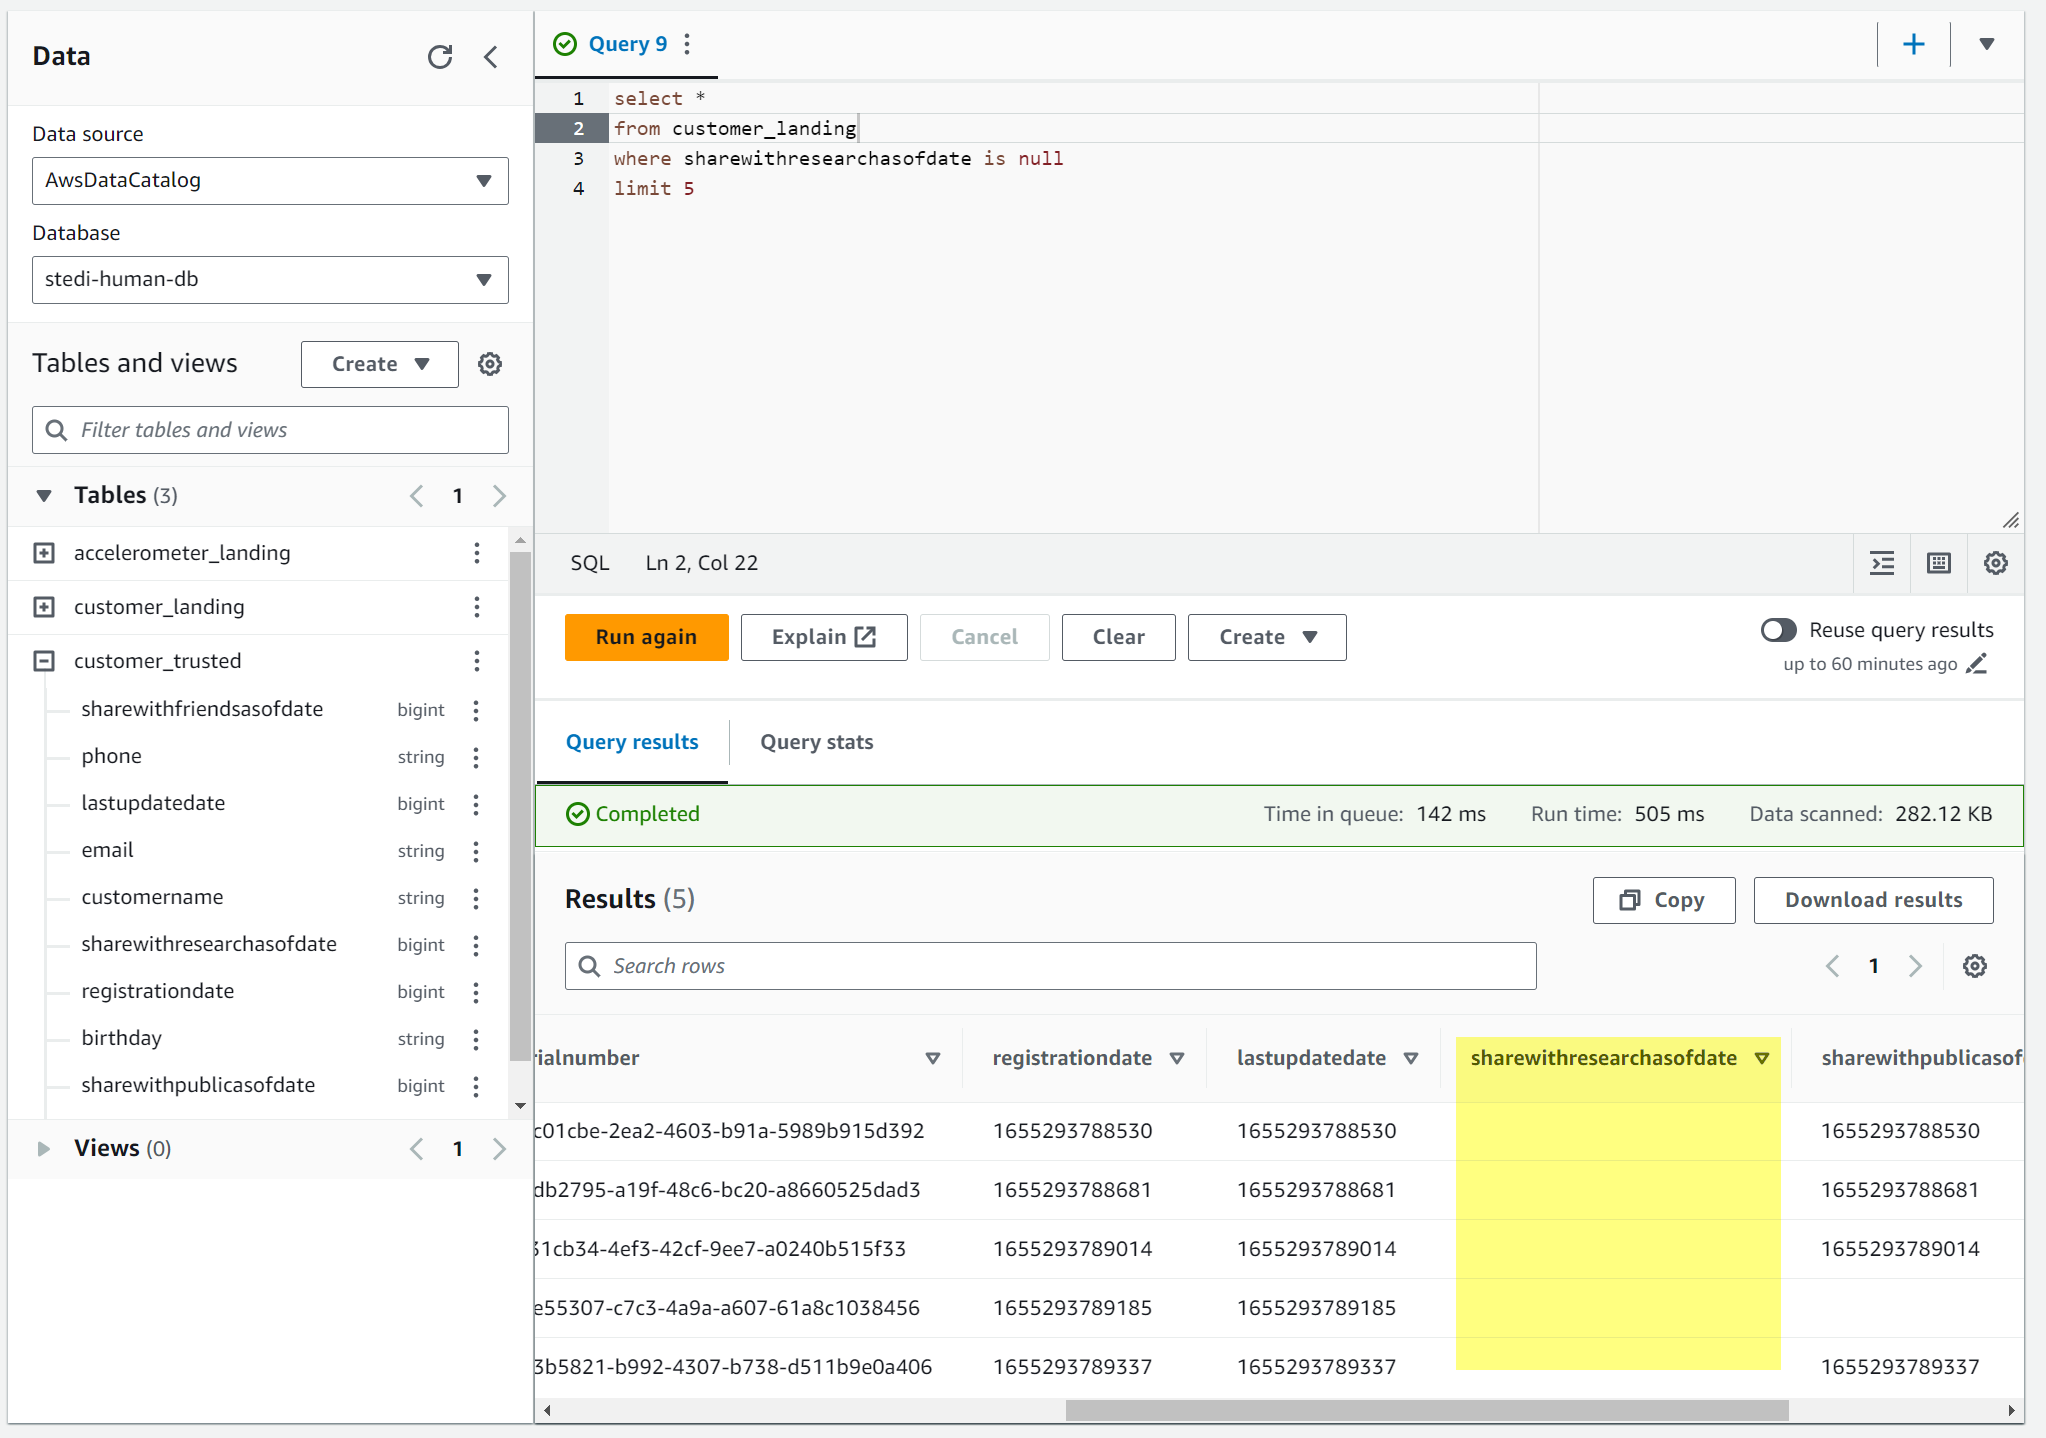 Data
Data source
AwsDataCatalog
Database
stedi-human-db
Tables and views
Create
Filter tables and views
Tables (3)
1
accelerometer_landing
customer_landing
customer_trusted
sharewithfriendsasofdate bigint
phone string
lastupdatedate bigint
email string
customername string
sharewithresearchasofdate bigint
registrationdate bigint
birthday string
sharewithpublicasofdate bigint
Views (0)
1
Query 9
1 select *
2 from customer_landing
3 where sharewithresearchasofdate is null
4 limit 5
SQL Ln 2, Col 22
Run again Explain Cancel Clear Create
Reuse query results
up to 60 minutes ago
Query results Query stats
Completed Time in queue: 142 ms Run time: 505 ms Data scanned: 282.12 KB
Results (5) Copy Download results
Search rows 1
rialnumber registrationdate lastupdatedate sharewithresearchasofdate sharewithpublicasof
c01cbe-2ea2-4603-b91a-5989b915d392 1655293788530 1655293788530 1655293788530
db2795-a19f-48c6-bc20-a8660525dad3 1655293788681 1655293788681 1655293788681
31cb34-4ef3-42cf-9ee7-a0240b515f33 1655293789014 1655293789014 1655293789014
e55307-c7c3-4a9a-a607-61a8c1038456 1655293789185 1655293789185
3b5821-b992-4307-b738-d511b9e0a406 1655293789337 1655293789337 1655293789337